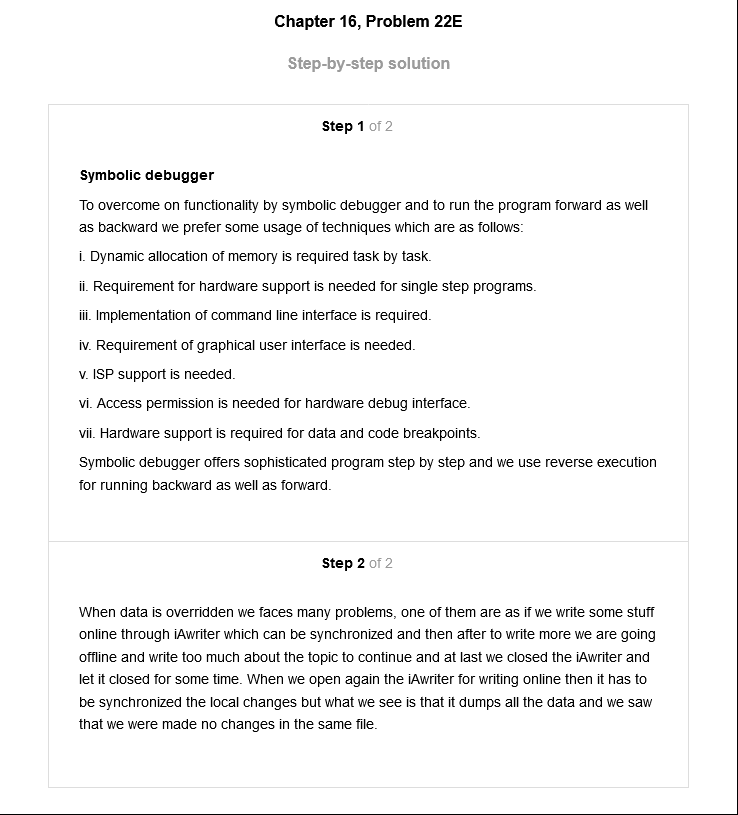 Chapter 16, Problem 22E
Step-by-step solution
Step 1 of 2
Symbolic debugger
To overcome on functionality by symbolic debugger and to run the program forward as well
as backward we prefer some usage of techniques which are as follows:
i. Dynamic allocation of memory is required task by task.
ii. Requirement for hardware support is needed for single step programs.
iii. Implementation of command line interface is required.
iv. Requirement of graphical user interface is needed.
v. ISP support is needed.
vi. Access permission is needed for hardware debug interface.
vii. Hardware support is required for data and code breakpoints.
Symbolic debugger offers sophisticated program step by step and we use reverse execution
for running backward as well as forward.
Step 2 of 2
When data is overridden we faces many problems, one of them are as if we write some stuff
online through iAwriter which can be synchronized and then after to write more we are going
offline and write too much about the topic to continue and at last we closed the iAwriter and
let it closed for some time. When we open again the iAwriter for writing online then it has to
be synchronized the local changes but what we see is that it dumps all the data and we saw
that we were made no changes in the same file.